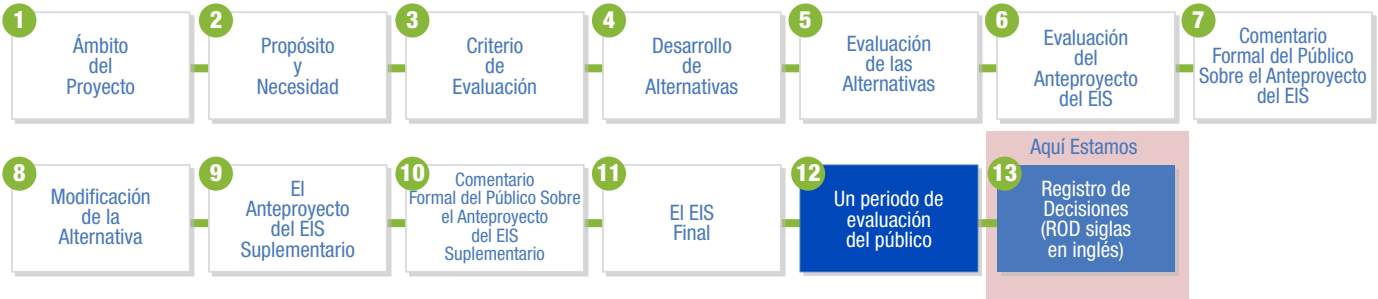 1
Ámbito
del
Proyecto
2
Propósito
y
Necesidad
3
Criterio
de
Evaluación
4
Desarrollo
de
Alternativas
5
Evaluación
de las
Alternativas
6
Evaluación
del
Anteproyecto
del EIS
7
Comentario
Formal del Público
Sobre el Anteproyecto
del EIS
8
Modificación
de la
Alternativa
9
El
Anteproyecto
del EIS
Suplementario
10
Comentario
Formal del Público Sobre
el Anteproyecto
del EIS
Suplementario
11
El EIS
Final
12
Un periodo de
evaluación
del público
Aquí Estamos
13
Registro de
Decisiones
(ROD siglas
en inglés)